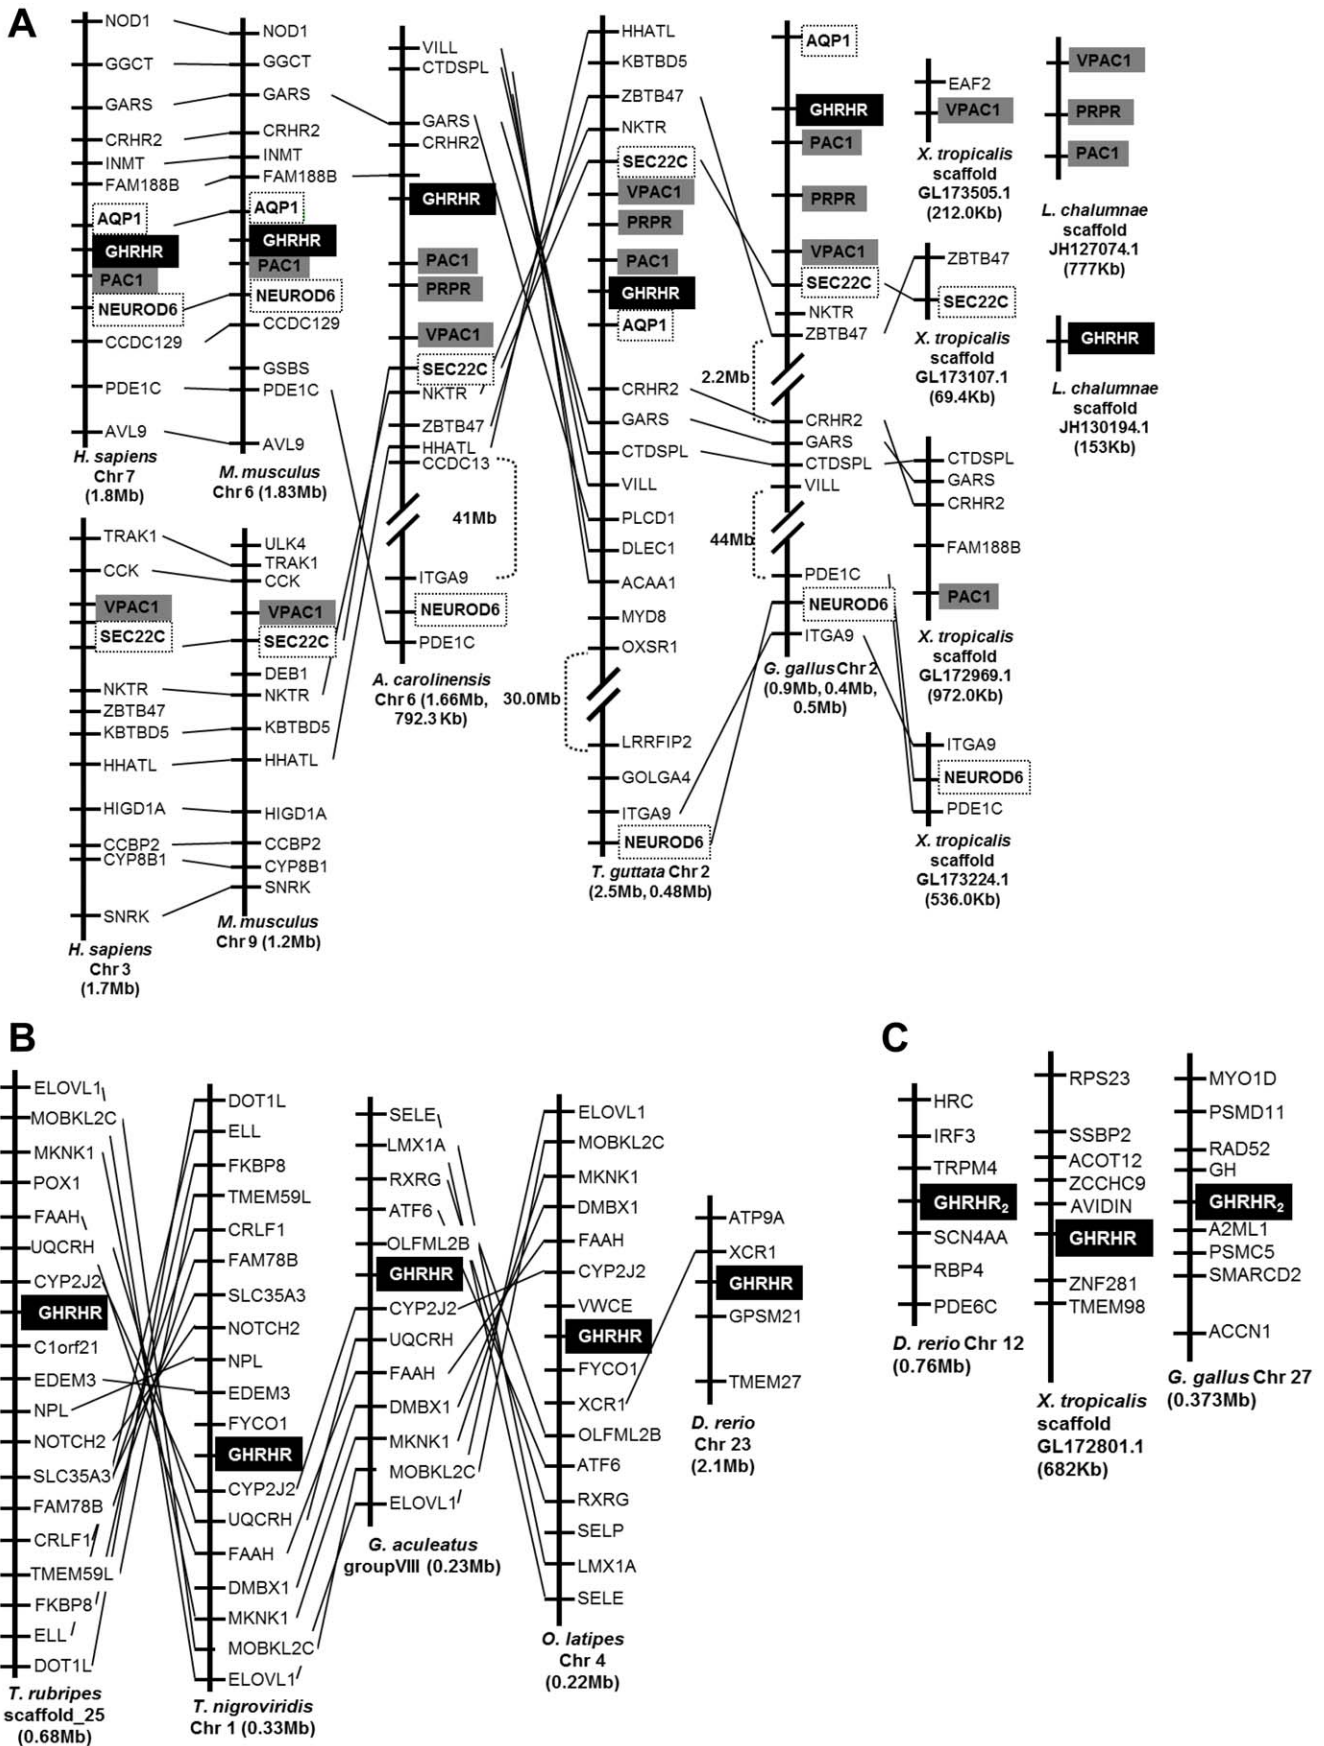 A
NOD1
GGCT
GARS
CRHR2
INMT
FAM188B
AQP1
GHRHR
PAC1
NEUROD6
CCDC129
PDE1C
AVL9
H. sapiens
Chr 7
(1.8Mb)
NOD1
GGCT
GARS
CRHR2
INMT
FAM188B
AQP1
GHRHR
PAC1
NEUROD6
CCDC129
GSBS
PDE1C
AVL9
M. musculus
Chr 6 (1.83Mb)
TRAK1
CCK
VPAC1
SEC22C
NKTR
ZBTB47
KBTBD5
HHATL
HIGD1A
CCBP2
CYP8B1
SNRK
H. sapiens
Chr 3
(1.7Mb)
ULK4
TRAK1
CCK
VPAC1
SEC22C
DEB1
NKTR
KBTBD5
HHATL
HIGD1A
CCBP2
CYP8B1
SNRK
M. musculus
Chr 9 (1.2Mb)
VILL
CTDSPL
GARS
CRHR2
GHRHR
PAC1
PRPR
VPAC1
SEC22C
NKTR
ZBTB47
HHATL
CCDC13
41Mb
ITGA9
NEUROD6
PDE1C
A. carolinensis
Chr 6 (1.66Mb,
792.3 Kb)
HHATL
KBTBD5
ZBTB47
NKTR
SEC22C
VPAC1
PRPR
PAC1
GHRHR
AQP1
CRHR2
GARS
CTDSPL
VILL
PLCD1
DLEC1
ACAA1
MYD8
OXSR1
30.0Mb
LRRFIP2
GOLGA4
ITGA9
NEUROD6
T. guttata Chr 2
(2.5Mb, 0.48Mb)
AQP1
GHRHR
PAC1
PRPR
VPAC1
SEC22C
NKTR
ZBTB47
2.2Mb
CRHR2
GARS
CTDSPL
VILL
44Mb
PDE1C
NEUROD6
ITGA9
G. gallus Chr 2
(0.9Mb, 0.4Mb,
0.5Mb)
EAF2
VPAC1
X. tropicalis
scaffold
GL173505.1
(212.0Kb)
ZBTB47
SEC22C
X. tropicalis
scaffold
GL173107.1
(69.4Kb)
CTDSPL
GARS
CRHR2
FAM188B
PAC1
X. tropicalis
scaffold
GL172969.1
(972.0Kb)
ITGA9
NEUROD6
PDE1C
X. tropicalis
scaffold
GL173224.1
(536.0Kb)
VPAC1
PRPR
PAC1
L. chalumnae
scaffold
JH127074.1
(777Kb)
GHRHR
L. chalumnae
scaffold
JH130194.1
(153Kb)
B
ELOVL1
MOBKL2C
MKNK1
POX1
FAAH
UQCRH
CYP2J2
GHRHR
C1orf21
EDEM3
NPL
NOTCH2
SLC35A3
FAM78B
CRLF1
TMEM59L
FKBP8
ELL
DOT1L
T. rubripes
scaffold_25
(0.68Mb)
DOT1L
ELL
FKBP8
TMEM59L
CRLF1
FAM78B
SLC35A3
NOTCH2
NPL
EDEM3
FYCO1
GHRHR
CYP2J2
UQCRH
FAAH
DMBX1
MKNK1
MOBKL2C
ELOVL1
T. nigroviridis
Chr 1 (0.33Mb)
SELE
LMX1A
RXRG
ATF6
OLFML2B
GHRHR
CYP2J2
UQCRH
FAAH
DMBX1
MKNK1
MOBKL2C
ELOVL1
G. aculeatus
groupVIII (0.23Mb)
ELOVL1
MOBKL2C
MKNK1
DMBX1
FAAH
CYP2J2
VWCE
GHRHR
FYCO1
XCR1
OLFML2B
ATF6
RXRG
SELP
LMX1A
SELE
O. latipes
Chr 4
(0.22Mb)
ATP9A
XCR1
GHRHR
GPSM21
TMEM27
D. rerio
Chr 23
(2.1Mb)
C
HRC
IRF3
TRPM4
GHRHR₂
SCN4AA
RBP4
PDE6C
D. rerio Chr 12
(0.76Mb)
RPS23
SSBP2
ACOT12
ZCCHC9
AVIDIN
GHRHR
ZNF281
TMEM98
X. tropicalis
scaffold
GL172801.1
(682Kb)
MYO1D
PSMD11
RAD52
GH
GHRHR₂
A2ML1
PSMC5
SMARCD2
ACCN1
G. gallus Chr 27
(0.373Mb)